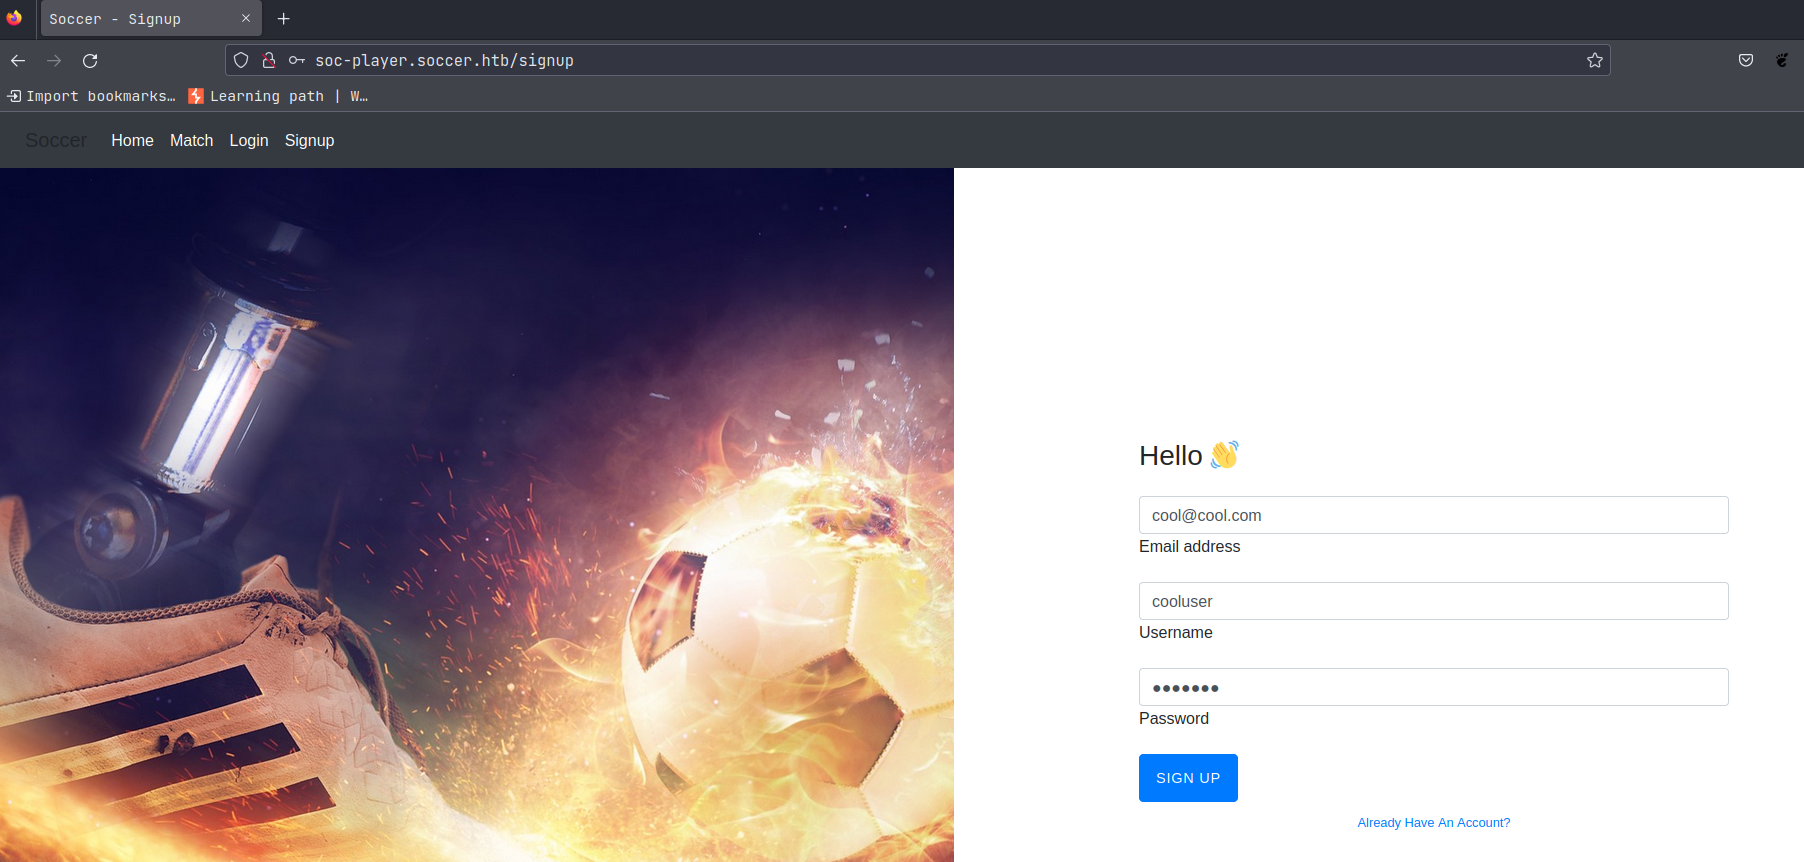 Soccer - Signup
soc-player.soccer.htb/signup
Import bookmarks…
Learning path | W…
Soccer Home Match Login Signup
Hello 👋
cool@cool.com
Email address
cooluser
Username
●●●●●●●
Password
SIGN UP
Already Have An Account?